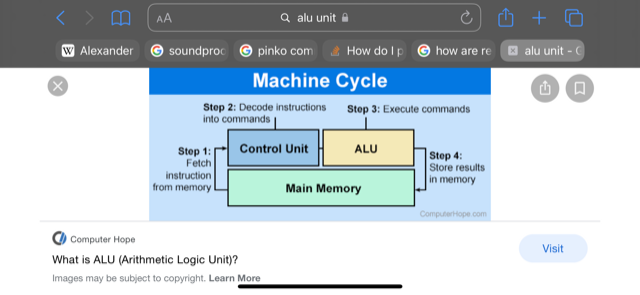 AA
alu unit
W Alexander
G soundproc
G pinko com
How do I p
G how are re
alu unit - G
Machine Cycle
Step 2: Decode instructions
into commands
Step 3: Execute commands
Control Unit
ALU
Step 1:
Fetch
instruction
from memory
Step 4:
Store results
in memory
Main Memory
ComputerHope.com
Computer Hope
What is ALU (Arithmetic Logic Unit)?
Visit
Images may be subject to copyright. Learn More